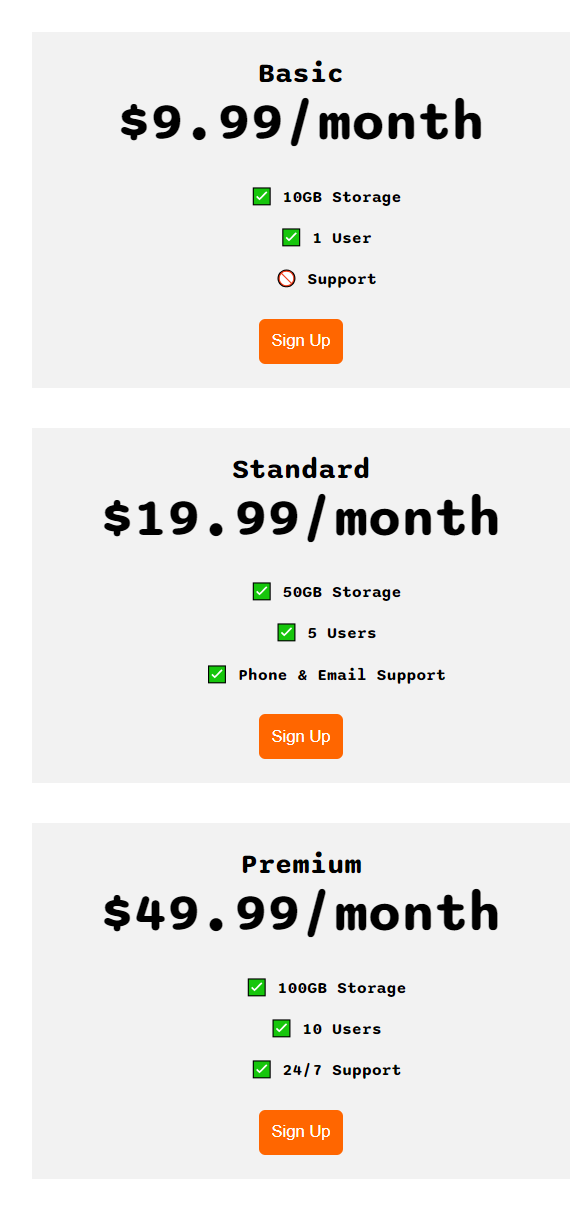 Basic
$9.99/month
✅ 10GB Storage
✅ 1 User
🚫 Support
Sign Up
Standard
$19.99/month
✅ 50GB Storage
✅ 5 Users
✅ Phone & Email Support
Sign Up
Premium
$49.99/month
✅ 100GB Storage
✅ 10 Users
✅ 24/7 Support
Sign Up